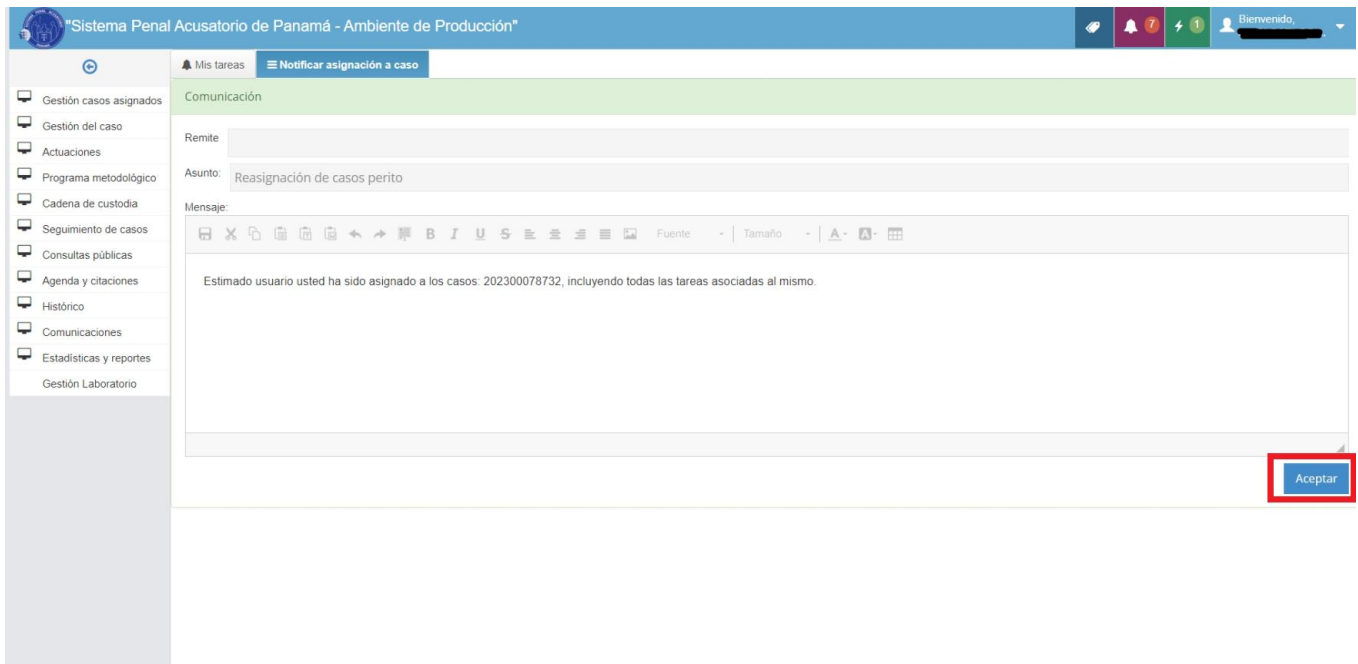 "Sistema Penal Acusatorio de Panamá - Ambiente de Producción"
7
1
Bienvenido,
Mis tareas
Notificar asignación a caso
Gestión casos asignados
Gestión del caso
Actuaciones
Programa metodológico
Cadena de custodia
Seguimiento de casos
Consultas públicas
Agenda y citaciones
Histórico
Comunicaciones
Estadísticas y reportes
Gestión Laboratorio
Comunicación
Remite
Asunto: Reasignación de casos perito
Mensaje:
B I U S Fuente Tamaño A A
Estimado usuario usted ha sido asignado a los casos: 202300078732, incluyendo todas las tareas asociadas al mismo.
Aceptar